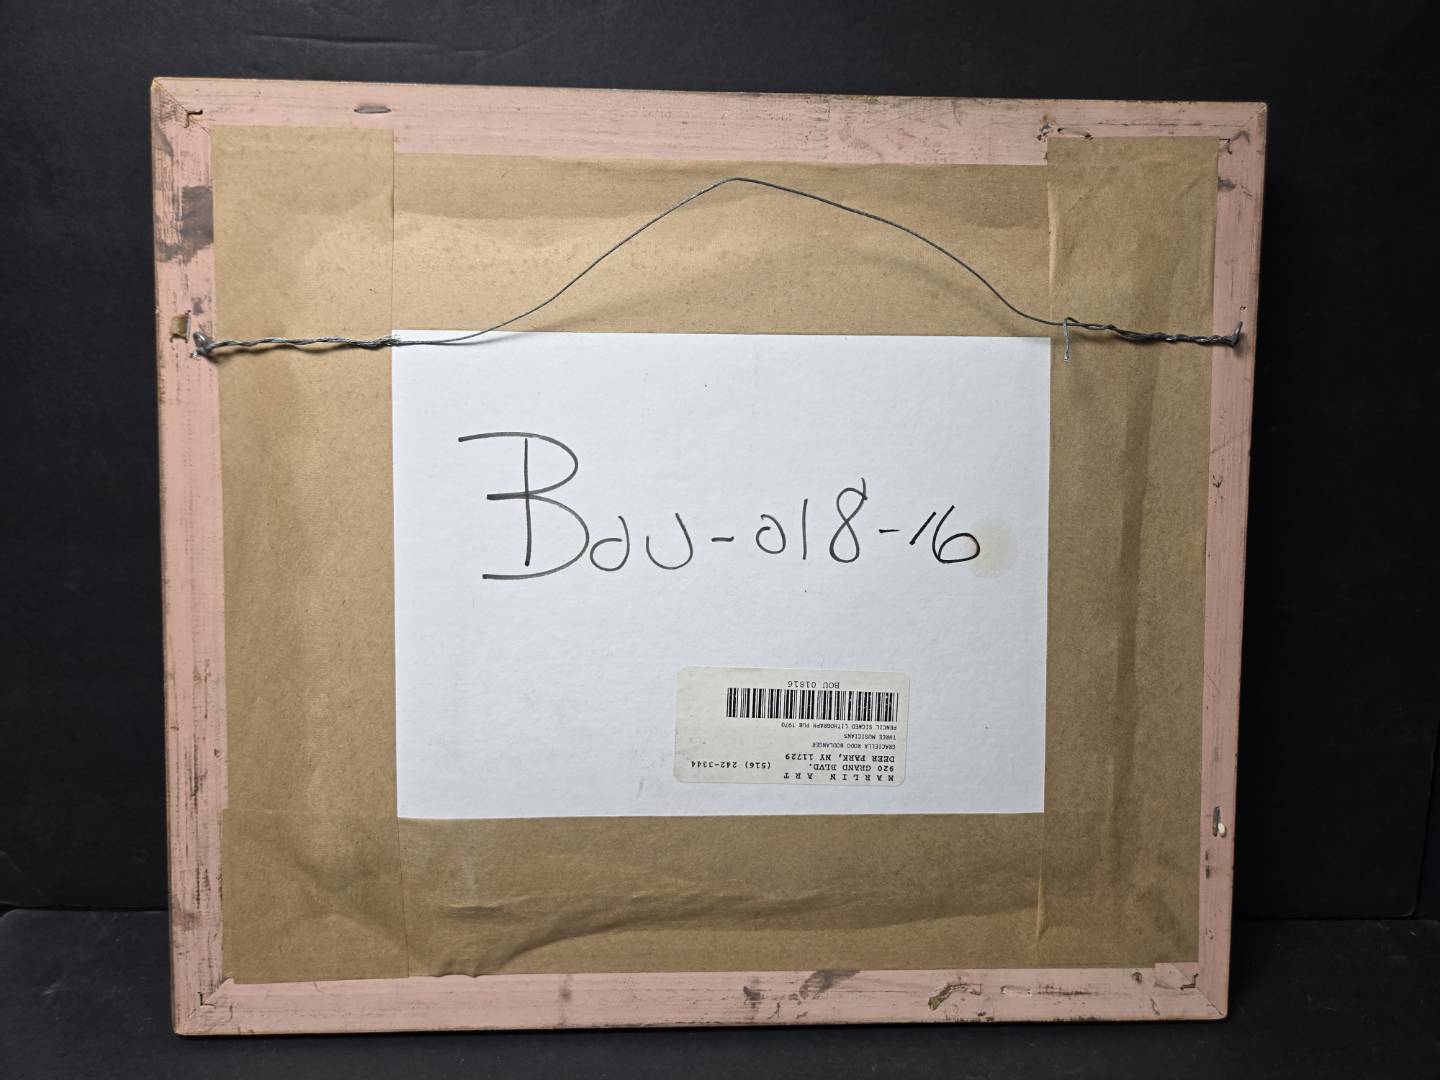 Bou-018-16
MARLIN ART
920 GRAND BLVD. (516) 242-3344
DEER PARK, NY 11729
GRACIELLA RODO BOULANGER
THREE MUSICIANS
PENCIL SIGNED LITHOGRAPH PUB 1970
BOU 01816